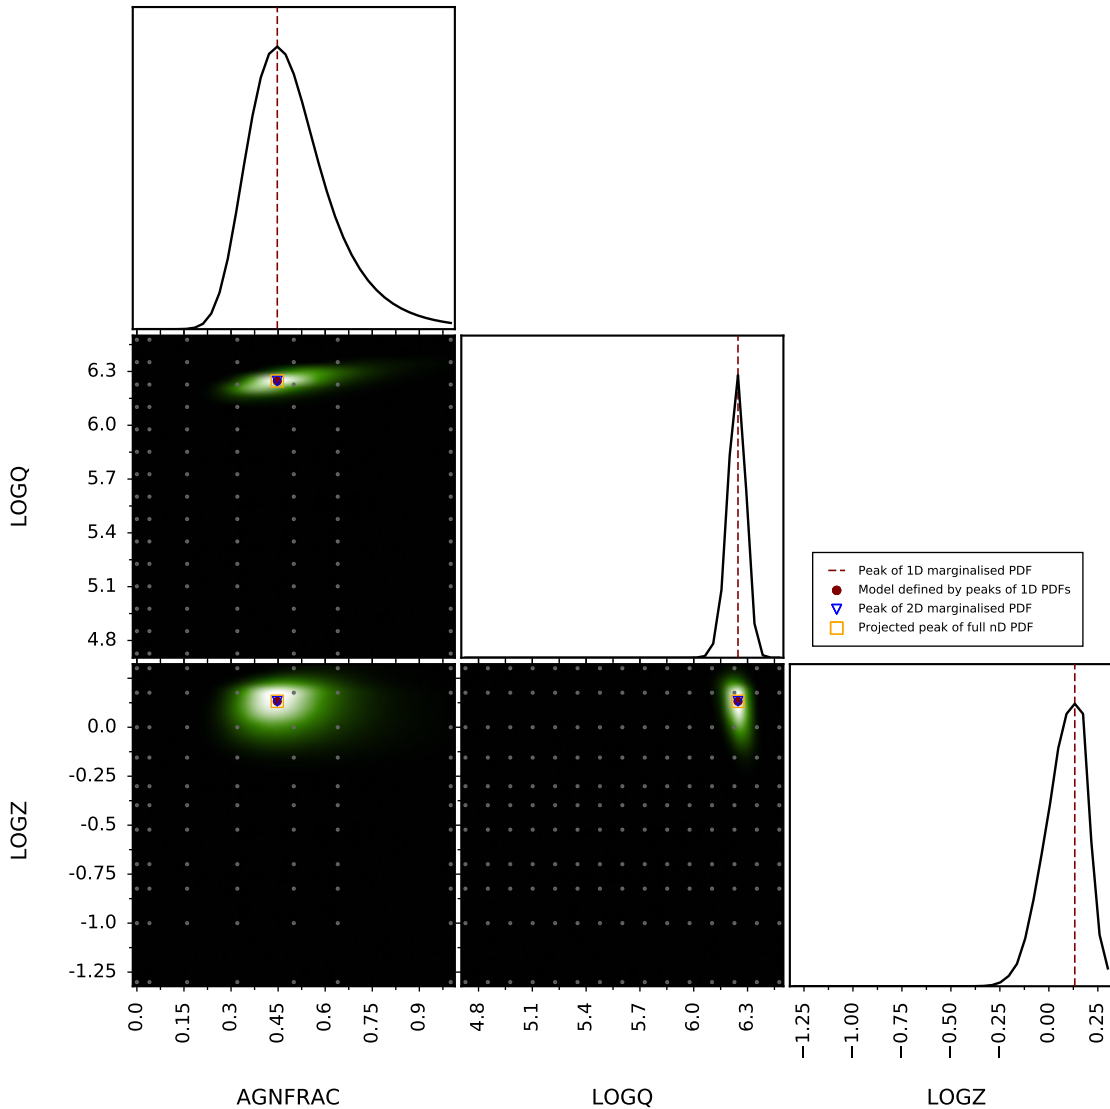 6.3
6.0
5.7
5.4
5.1
4.8
LOGQ
Peak of 1D marginalised PDF
Model defined by peaks of 1D PDFs
Peak of 2D marginalised PDF
Projected peak of full nD PDF
0.0
-0.25
-0.5
-0.75
-1.0
-1.25
LOGZ
0.0 0.15 0.3 0.45 0.6 0.75 0.9
4.8 5.1 5.4 5.7 6.0 6.3
−1.25 −1.00 −0.75 −0.50 −0.25 0.00 0.25
AGNFRAC LOGQ LOGZ